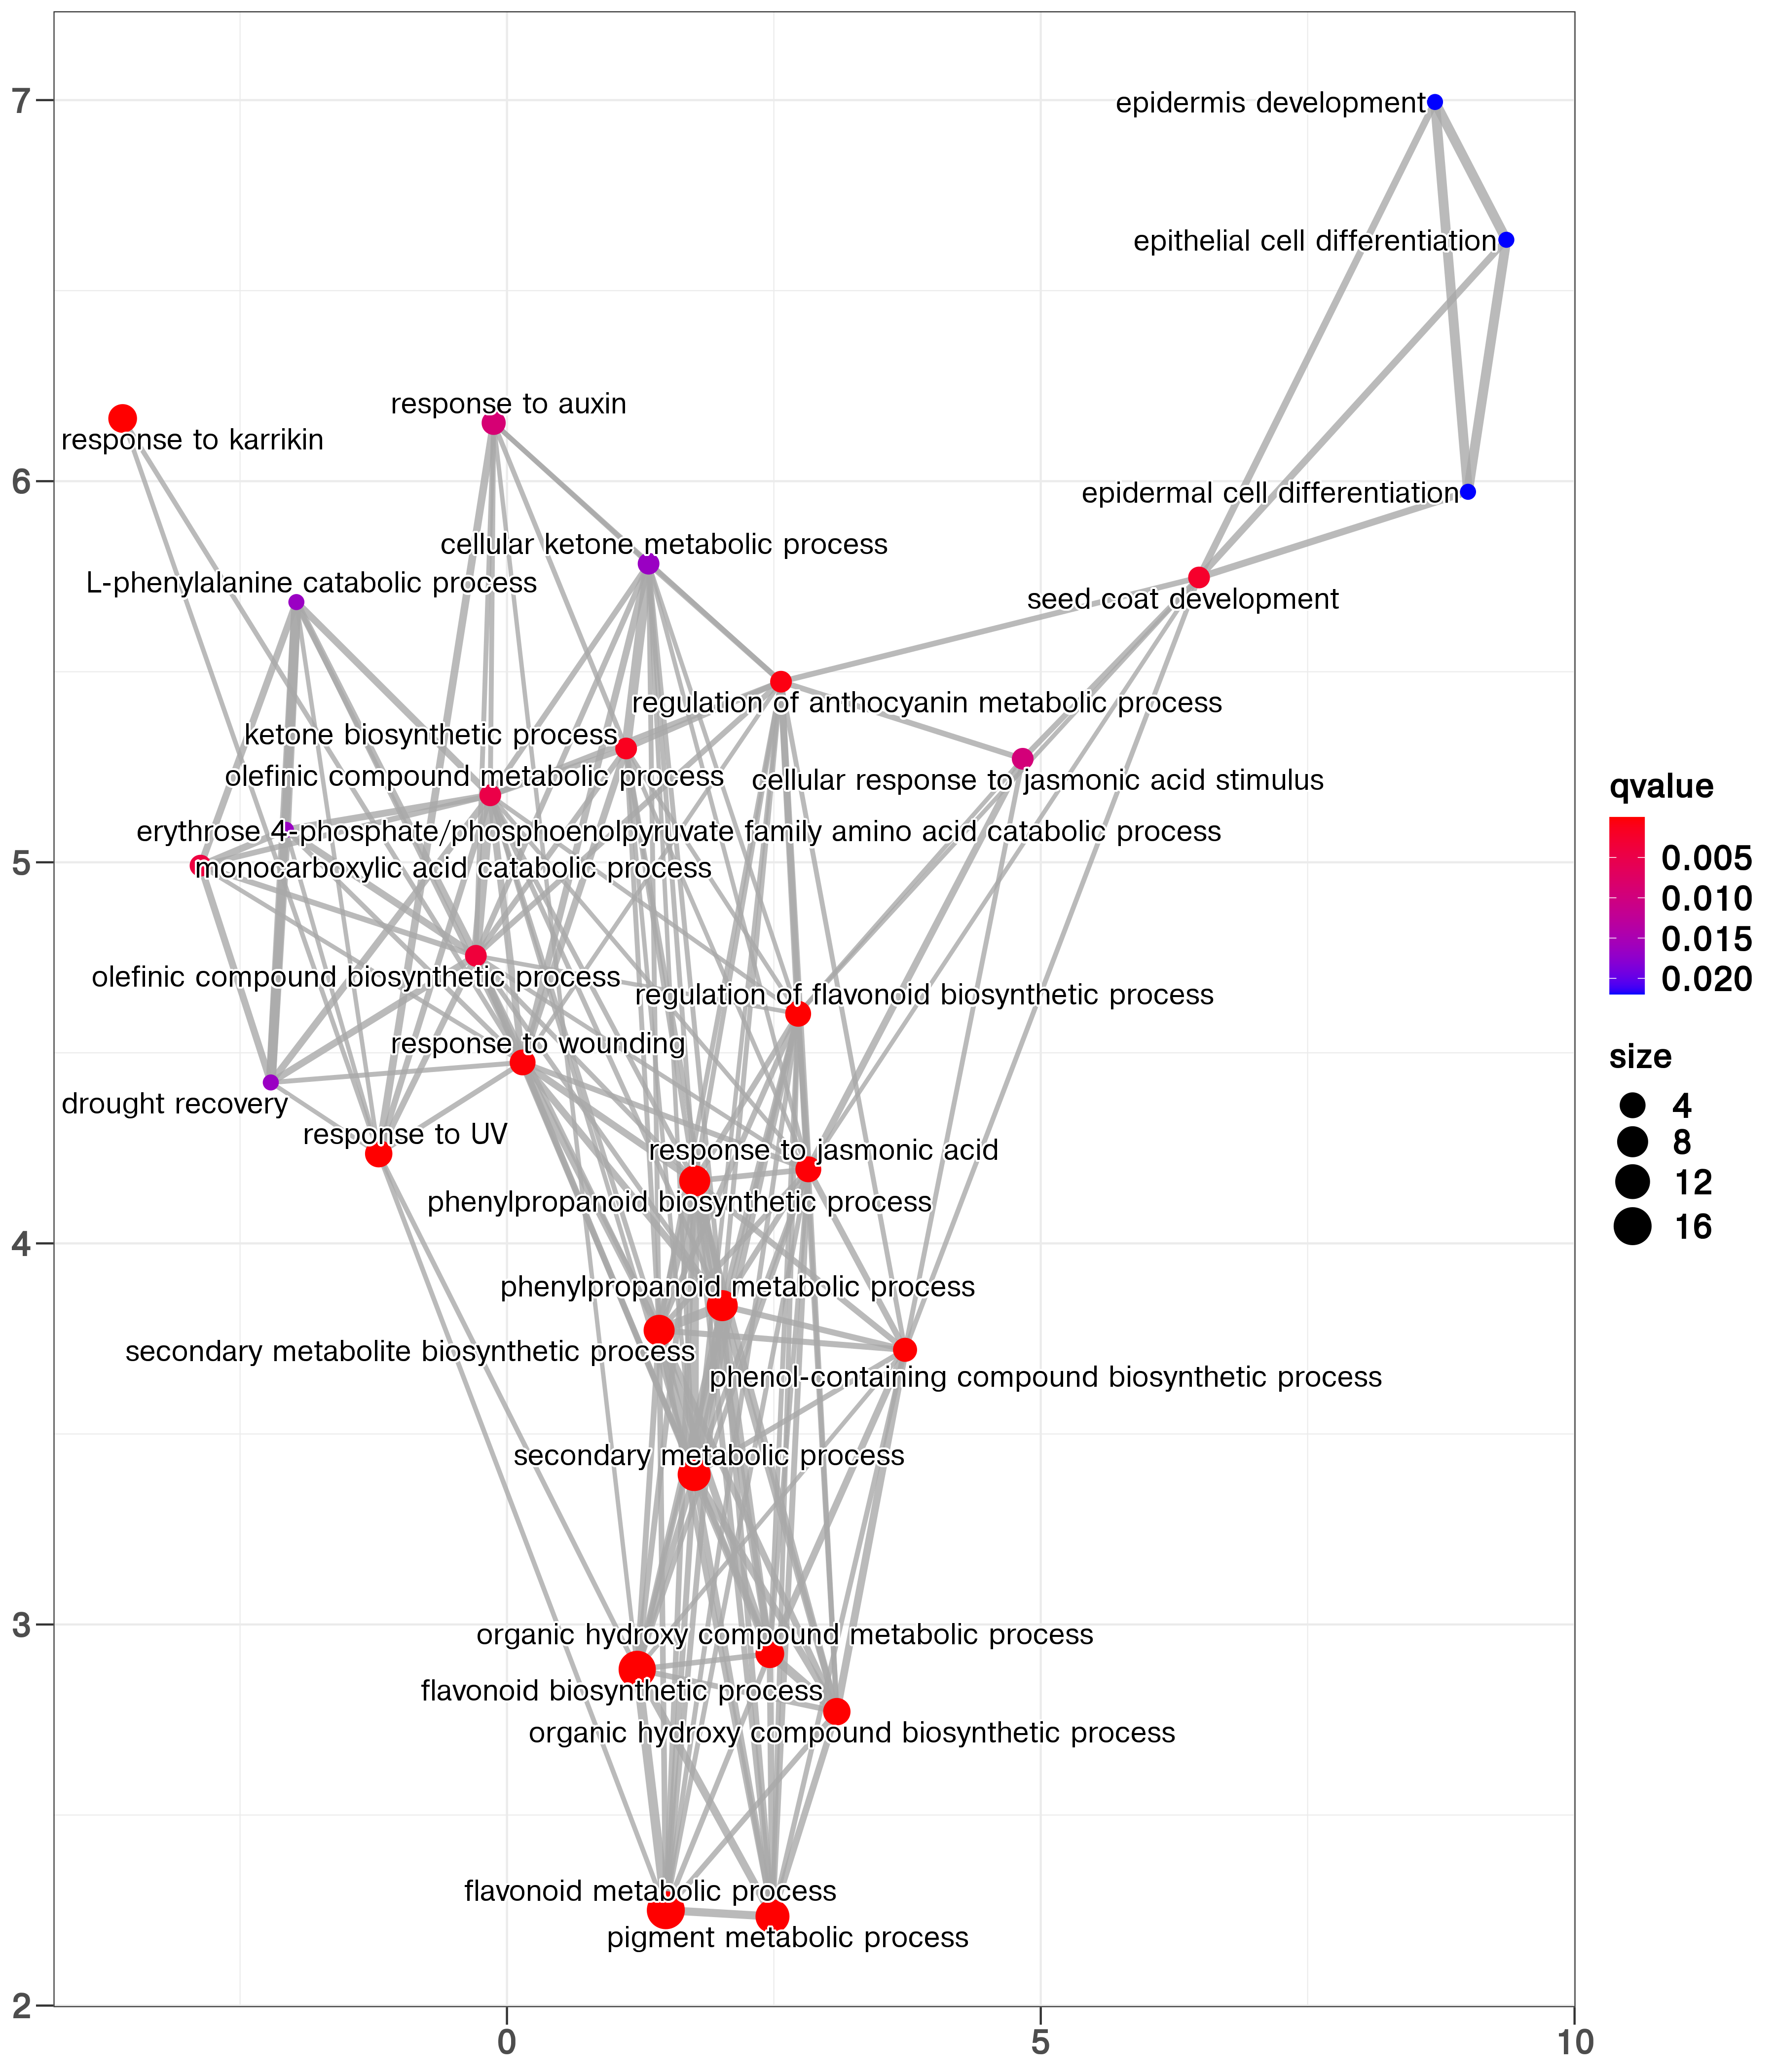 7
epidermis development
epithelial cell differentiation
response to auxin
response to karrikin
6
epidermal cell differentiation
cellular ketone metabolic process
L-phenylalanine catabolic process
seed coat development
regulation of anthocyanin metabolic process
ketone biosynthetic process
olefinic compound metabolic process
cellular response to jasmonic acid stimulus
erythrose 4-phosphate/phosphoenolpyruvate family amino acid catabolic process
5
monocarboxylic acid catabolic process
olefinic compound biosynthetic process
regulation of flavonoid biosynthetic process
response to wounding
drought recovery
response to UV
response to jasmonic acid
phenylpropanoid biosynthetic process
4
phenylpropanoid metabolic process
secondary metabolite biosynthetic process
phenol-containing compound biosynthetic process
secondary metabolic process
3
organic hydroxy compound metabolic process
flavonoid biosynthetic process
organic hydroxy compound biosynthetic process
flavonoid metabolic process
pigment metabolic process
2
0 5 10
qvalue
0.005
0.010
0.015
0.020
size
4
8
12
16